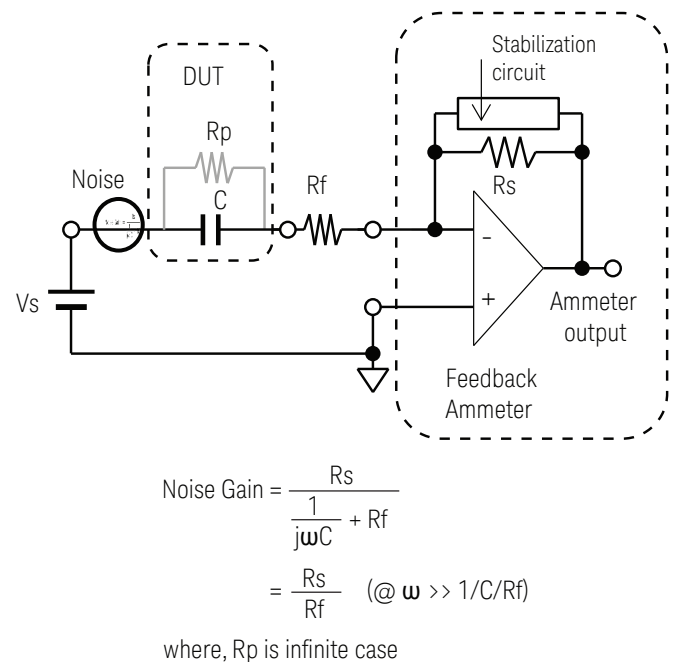 Stabilization
circuit
DUT
Rp
Noise
C
Rf
Rs
Vs
-
+
Ammeter
output
Feedback
Ammeter
Noise Gain = Rs / (1 / jωC + Rf)
= Rs / Rf (@ ω >> 1/C/Rf)
where, Rp is infinite case